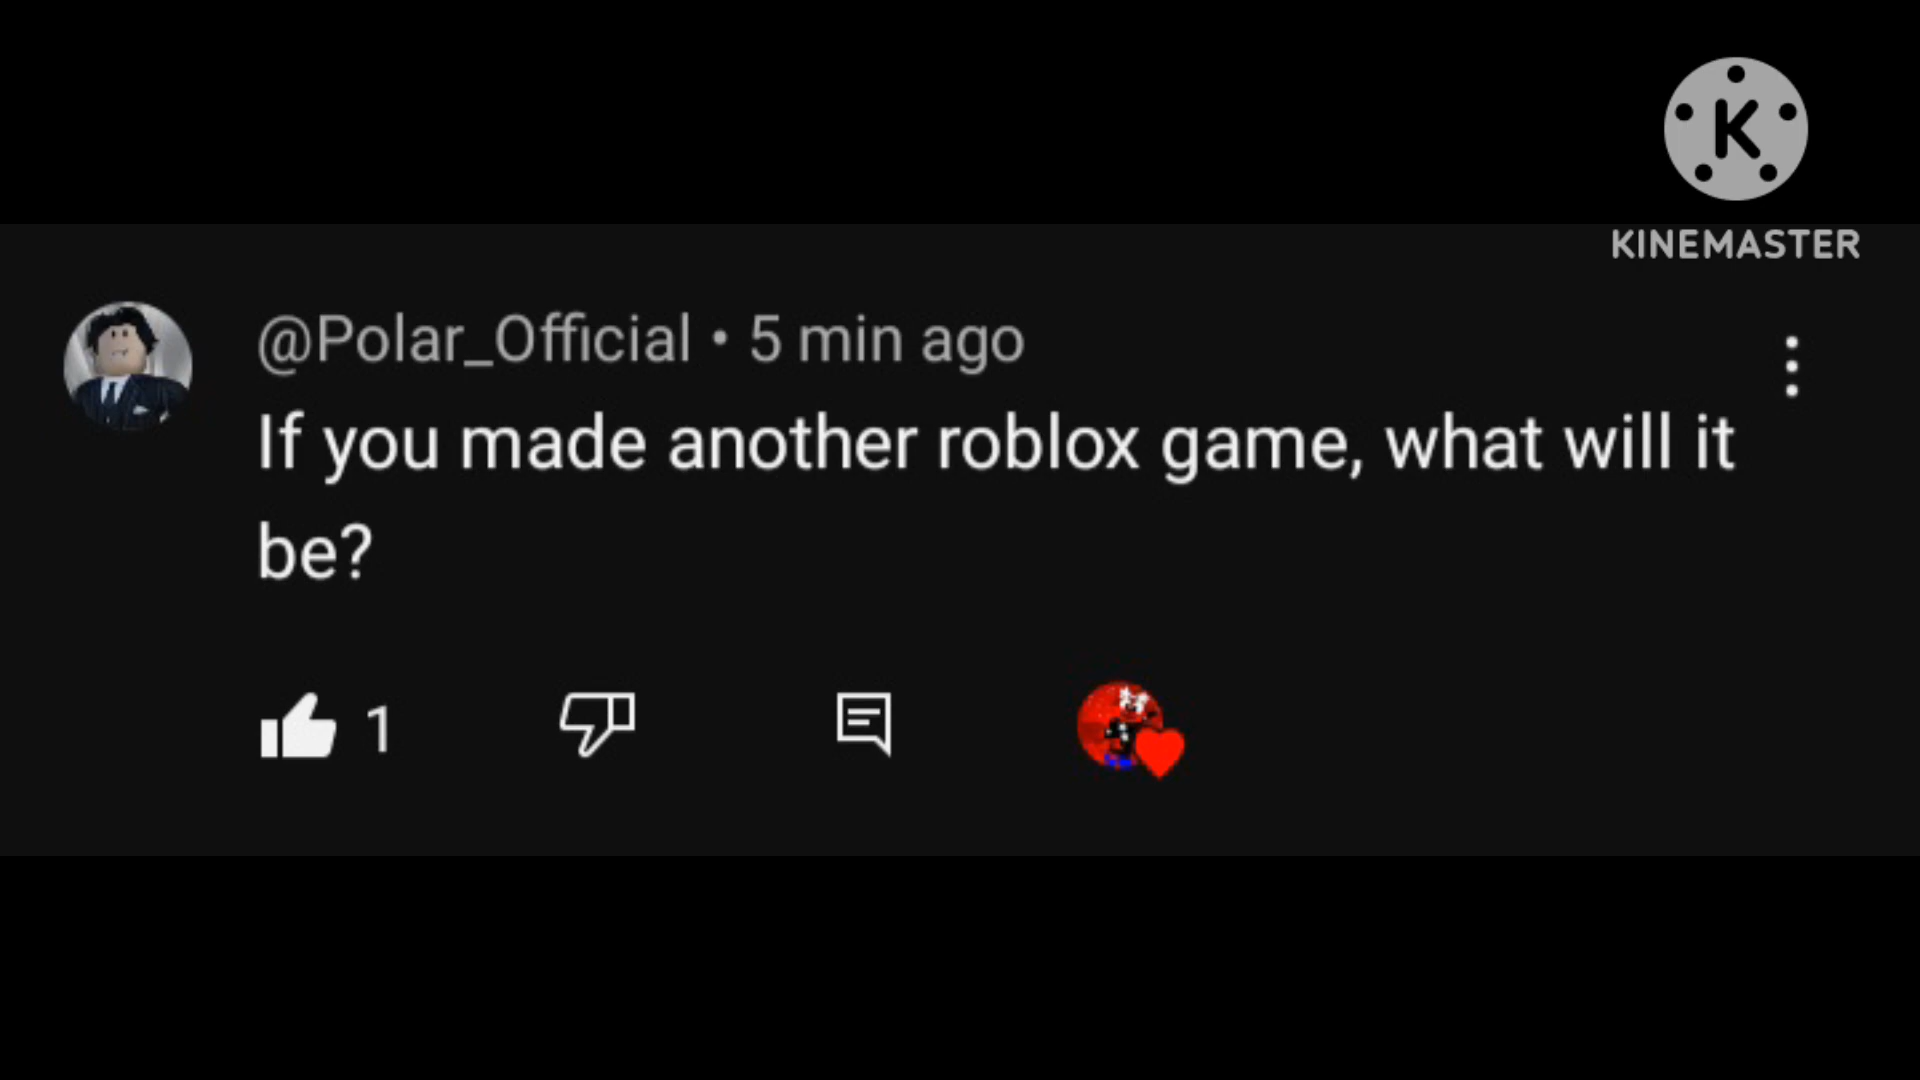 K
KINEMASTER
@Polar_Official • 5 min ago
If you made another roblox game, what will it
be?
1